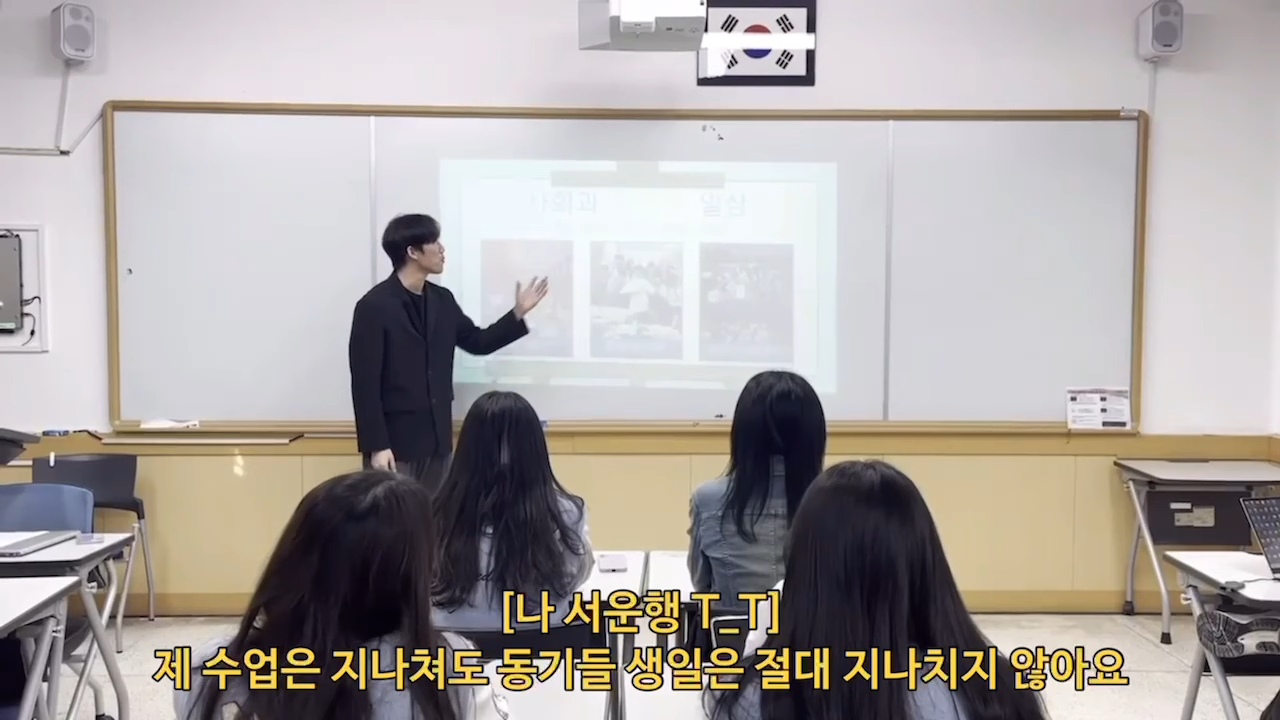 사회과 일심
[나 서운행 T_T]
제 수업은 지나쳐도 동기들 생일은 절대 지나치지 않아요